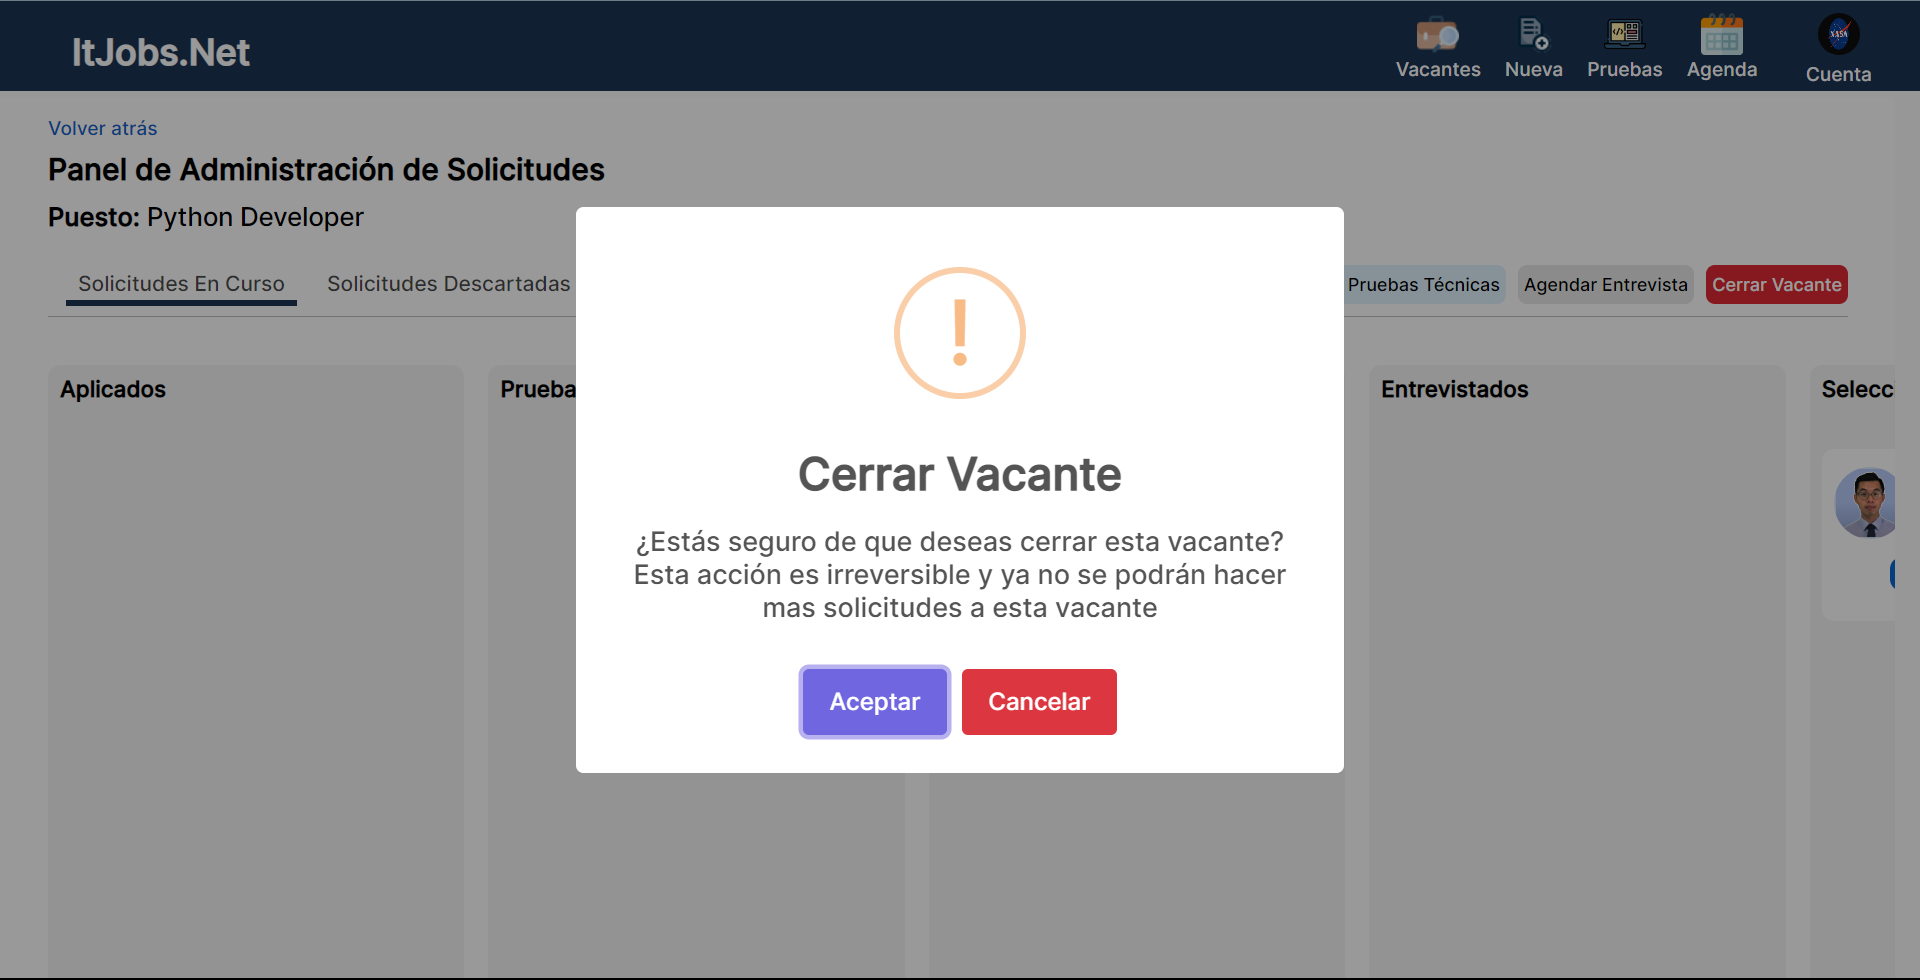 ItJobs.Net
Vacantes
Nueva
Pruebas
Agenda
Cuenta
Volver atrás
Panel de Administración de Solicitudes
Puesto: Python Developer
Solicitudes En Curso
Solicitudes Descartadas
Pruebas Técnicas
Agendar Entrevista
Cerrar Vacante
Aplicados
Prueba
Entrevistados
Selecc
!
Cerrar Vacante
¿Estás seguro de que deseas cerrar esta vacante?
Esta acción es irreversible y ya no se podrán hacer
mas solicitudes a esta vacante
Aceptar
Cancelar